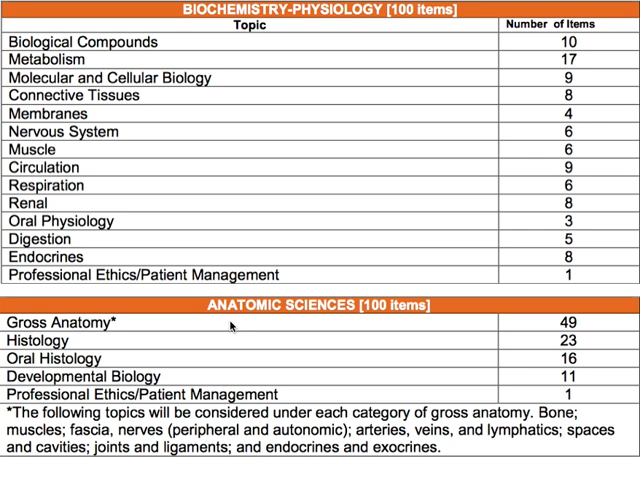 BIOCHEMISTRY-PHYSIOLOGY [100 items]
Topic Number of Items
Biological Compounds 10
Metabolism 17
Molecular and Cellular Biology 9
Connective Tissues 8
Membranes 4
Nervous System 6
Muscle 6
Circulation 9
Respiration 6
Renal 8
Oral Physiology 3
Digestion 5
Endocrines 8
Professional Ethics/Patient Management 1
ANATOMIC SCIENCES [100 items]
Gross Anatomy* 49
Histology 23
Oral Histology 16
Developmental Biology 11
Professional Ethics/Patient Management 1
*The following topics will be considered under each category of gross anatomy. Bone;
muscles; fascia, nerves (peripheral and autonomic); arteries, veins, and lymphatics; spaces
and cavities; joints and ligaments; and endocrines and exocrines.